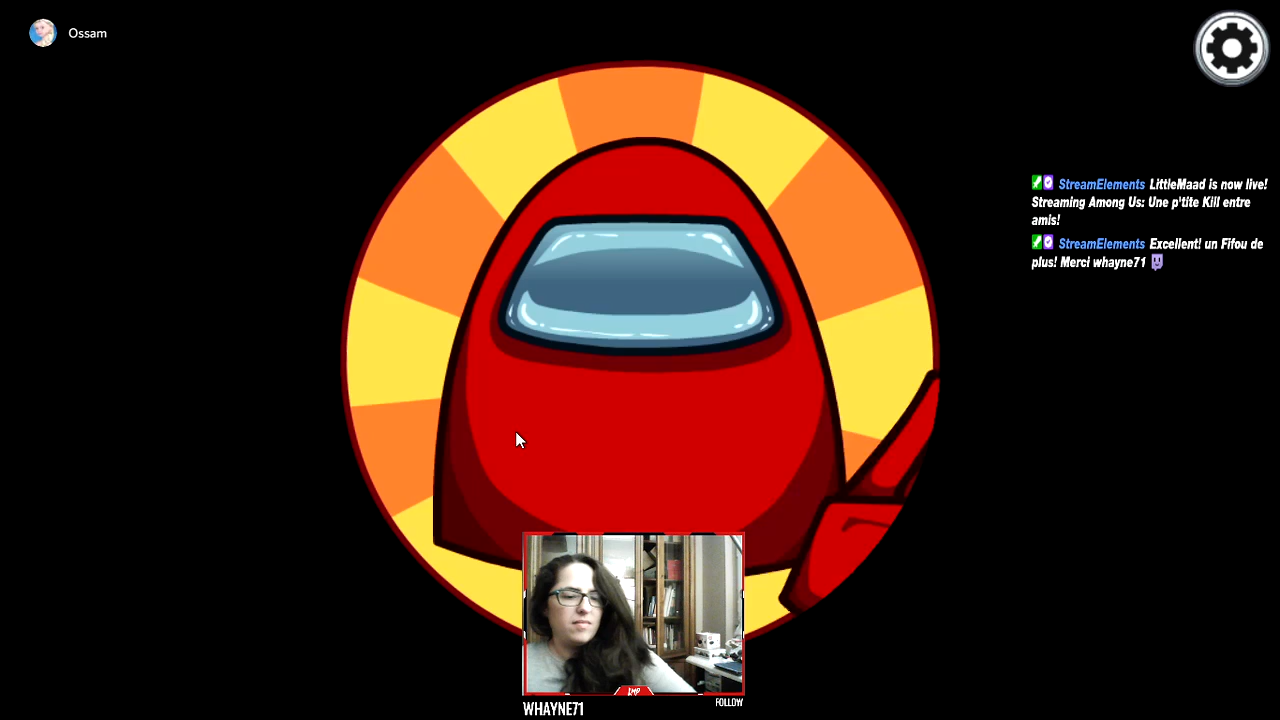 Ossam
StreamElements LittleMaad is now live!
Streaming Among Us: Une p'tite Kill entre
amis!
StreamElements Excellent! un Fifou de
plus! Merci whayne71
IMP
WHAYNE71
FOLLOW